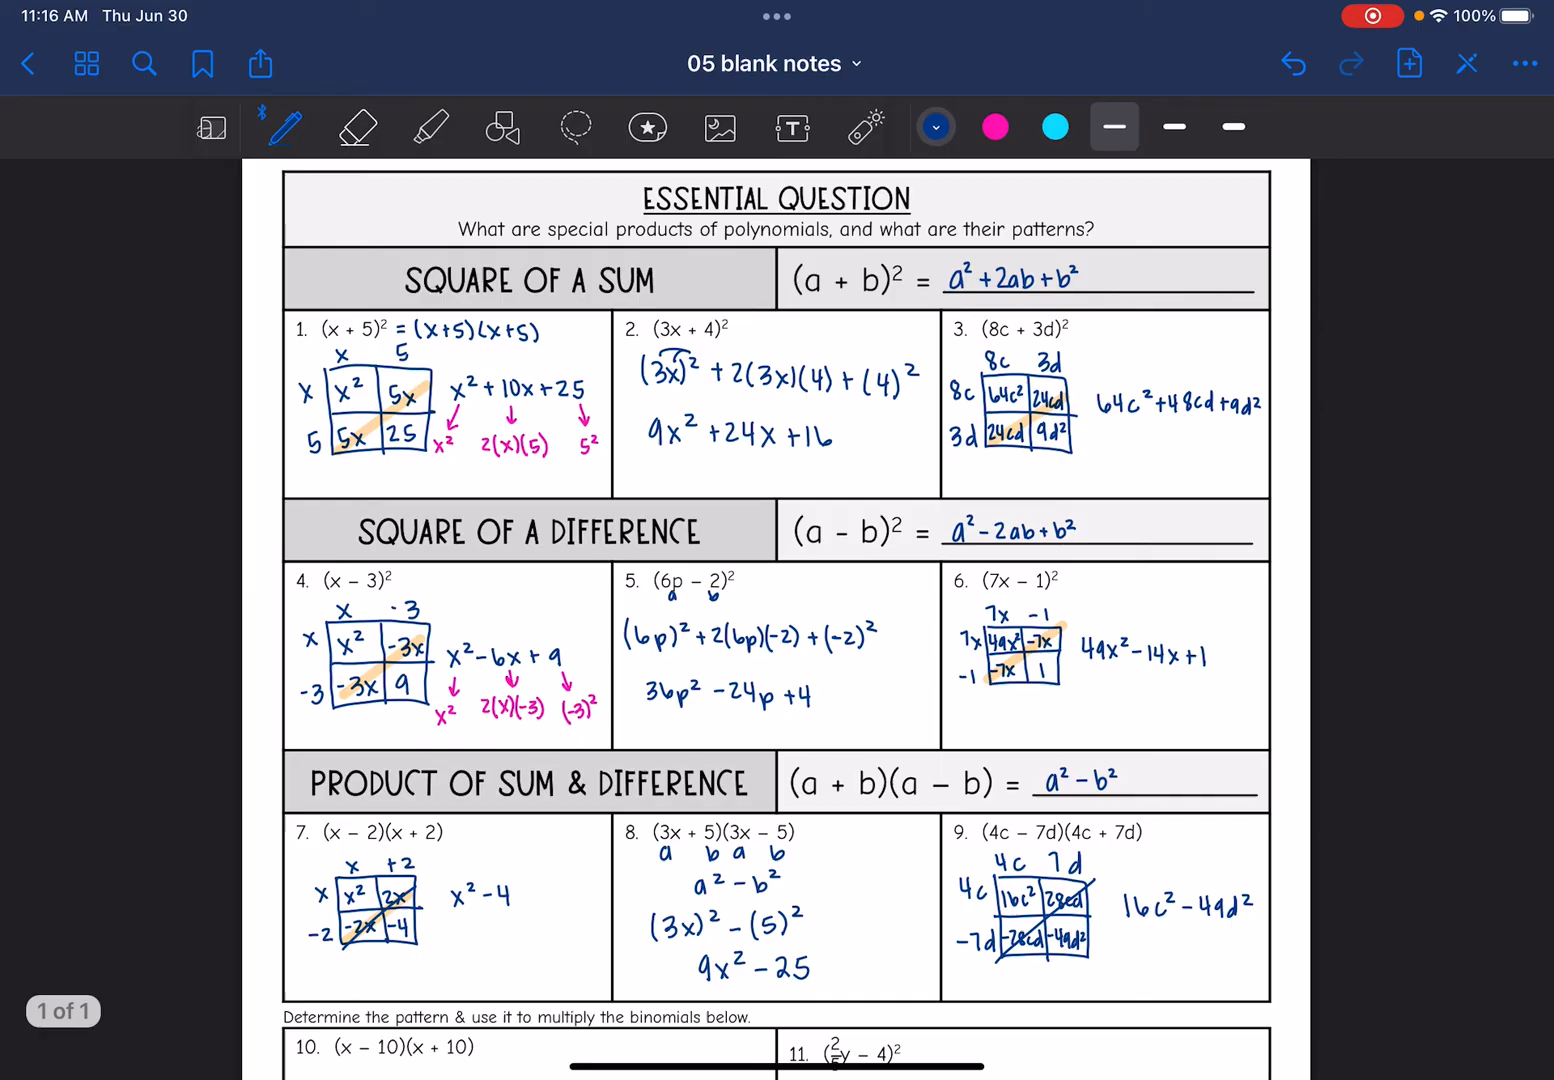 11:16 AM Thu Jun 30
100%
05 blank notes
T
ESSENTIAL QUESTION
What are special products of polynomials, and what are their patterns?
SQUARE OF A SUM
(a + b)² = a² + 2ab + b²
1. (x + 5)² = (x+5)(x+5)
x 5
x x² 5x
5 5x 25
x² + 10x + 25
x² 2(x)(5) 5²
2. (3x + 4)²
(3x)² + 2(3x)(4) + (4)²
9x² + 24x + 16
3. (8c + 3d)²
8c 3d
8c 64c² 24cd
3d 24cd 9d²
64c² + 48cd + 9d²
SQUARE OF A DIFFERENCE
(a - b)² = a² - 2ab + b²
4. (x – 3)²
x -3
x x² -3x
-3 -3x 9
x² - 6x + 9
x² 2(x)(-3) (-3)²
5. (6p – 2)²
a b
(6p)² + 2(6p)(-2) + (-2)²
36p² - 24p + 4
6. (7x – 1)²
7x -1
7x 49x² -7x
-1 -7x 1
49x² - 14x + 1
PRODUCT OF SUM & DIFFERENCE
(a + b)(a – b) = a² - b²
7. (x – 2)(x + 2)
x +2
x x² 2x
-2 -2x -4
x² - 4
8. (3x + 5)(3x – 5)
a b a b
a² - b²
(3x)² - (5)²
9x² - 25
9. (4c – 7d)(4c + 7d)
4c 7d
4c 16c² 28cd
-7d -28cd -49d²
16c² - 49d²
1 of 1
Determine the pattern & use it to multiply the binomials below.
10. (x – 10)(x + 10)
11. (2/5y – 4)²